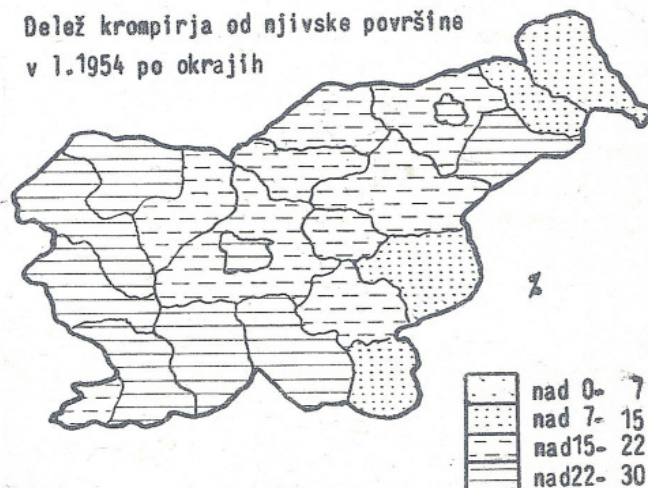 Delež krompirja od njivske površine
v l.1954 po okrajih
%
nad 0- 7
nad 7- 15
nad15- 22
nad22- 30